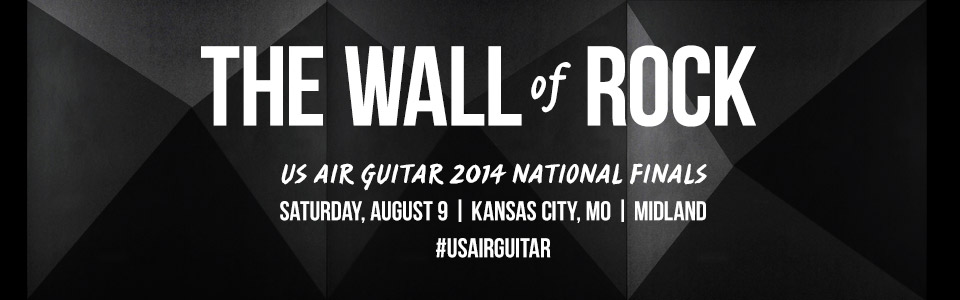 THE WALL of ROCK
US AIR GUITAR 2014 NATIONAL FINALS
SATURDAY, AUGUST 9 | KANSAS CITY, MO | MIDLAND
#USAIRGUITAR